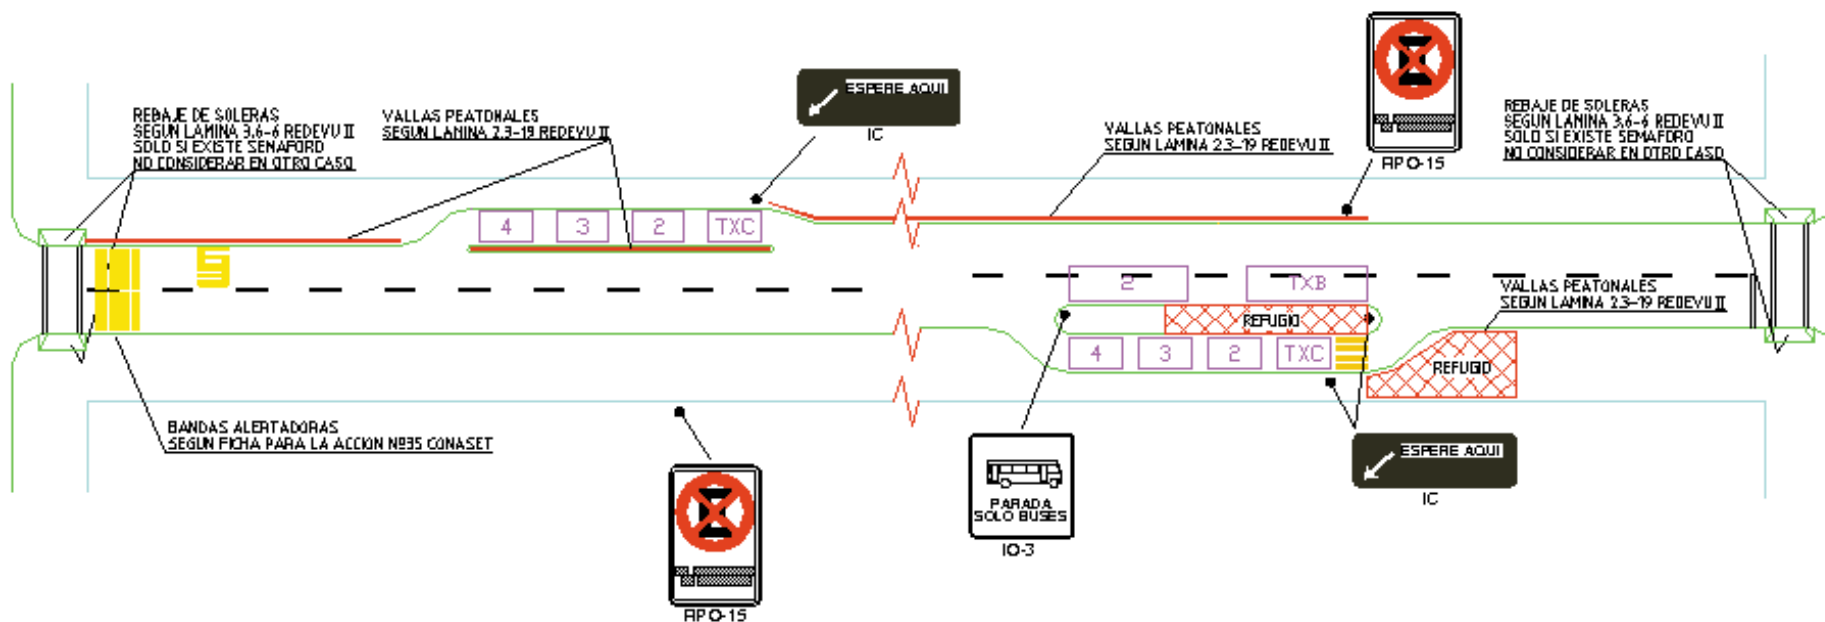 ESPERE AQUI
IC
RPO-15
REBAJE DE SOLERAS
SEGUN LAMINA 3.6-6 REDEVU II
SOLO SI EXISTE SEMAFORO
NO CONSIDERAR EN OTRO CASO
VALLAS PEATONALES
SEGUN LAMINA 2.3-19 REDEVU II
VALLAS PEATONALES
SEGUN LAMINA 2.3-19 REDEVU II
REBAJE DE SOLERAS
SEGUN LAMINA 3.6-6 REDEVU II
SOLO SI EXISTE SEMAFORO
NO CONSIDERAR EN OTRO CASO
4 3 2 TXC
2 TXB
VALLAS PEATONALES
SEGUN LAMINA 2.3-19 REDEVU II
REFUGIO
4 3 2 TXC
REFUGIO
BANDAS ALERTADORAS
SEGUN FICHA PARA LA ACCION Nº35 CONASET
RPO-15
PARADA
SOLO BUSES
IO-3
ESPERE AQUI
IC